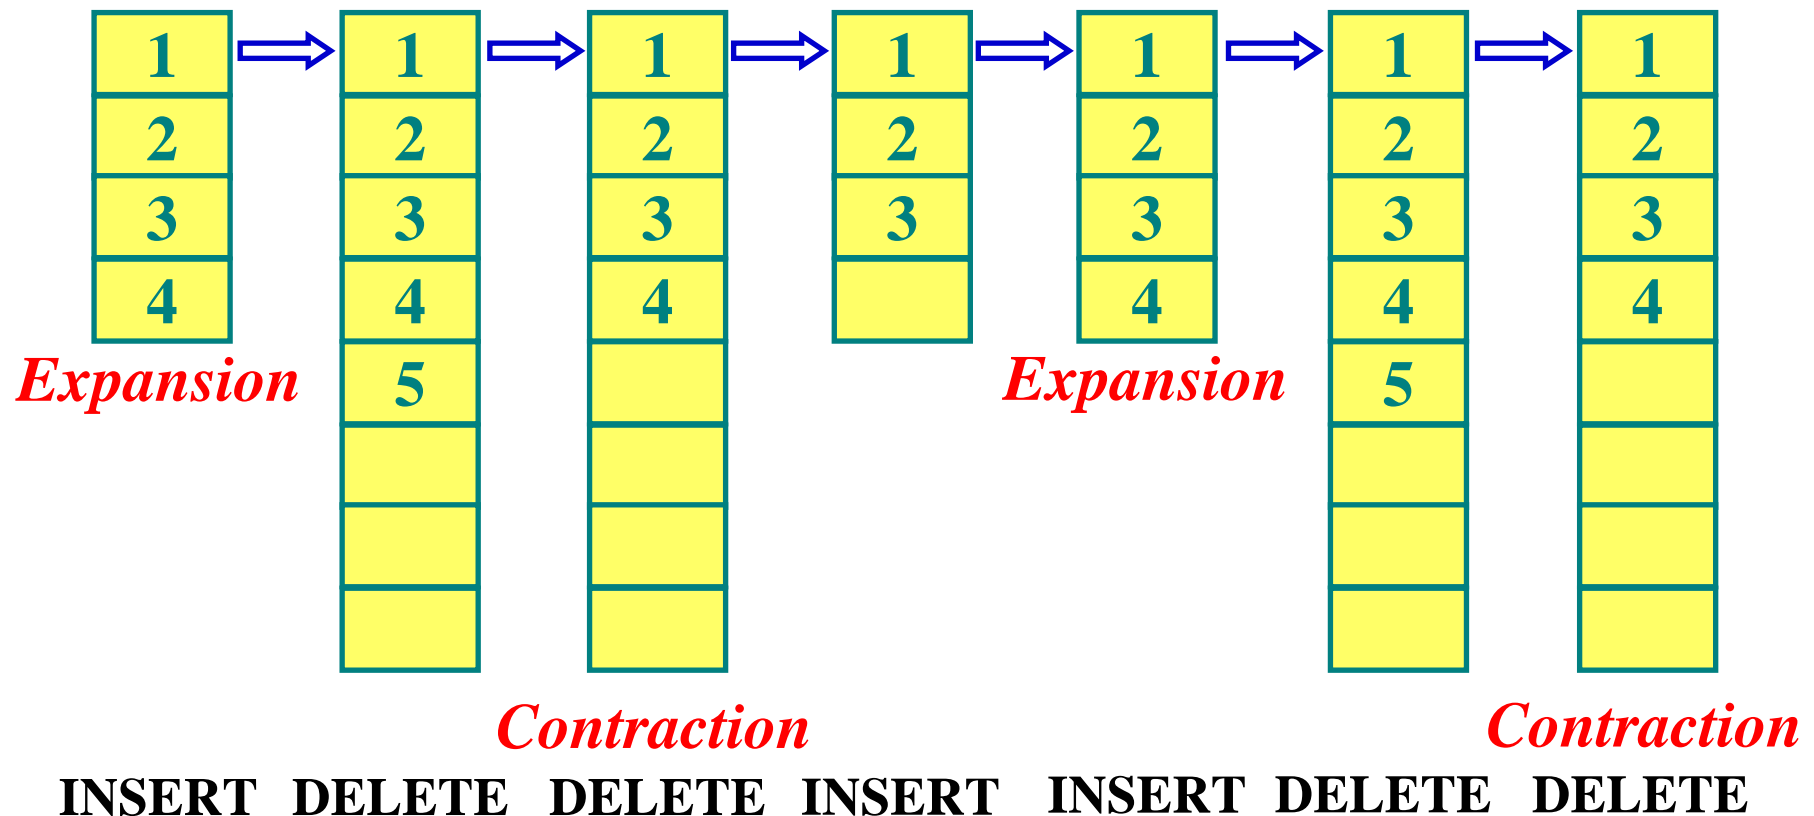 1 1 1 1 1 1 1
2 2 2 2 2 2 2
3 3 3 3 3 3 3
4 4 4 4 4 4
Expansion 5 Expansion 5
Contraction Contraction
INSERT DELETE DELETE INSERT INSERT DELETE DELETE